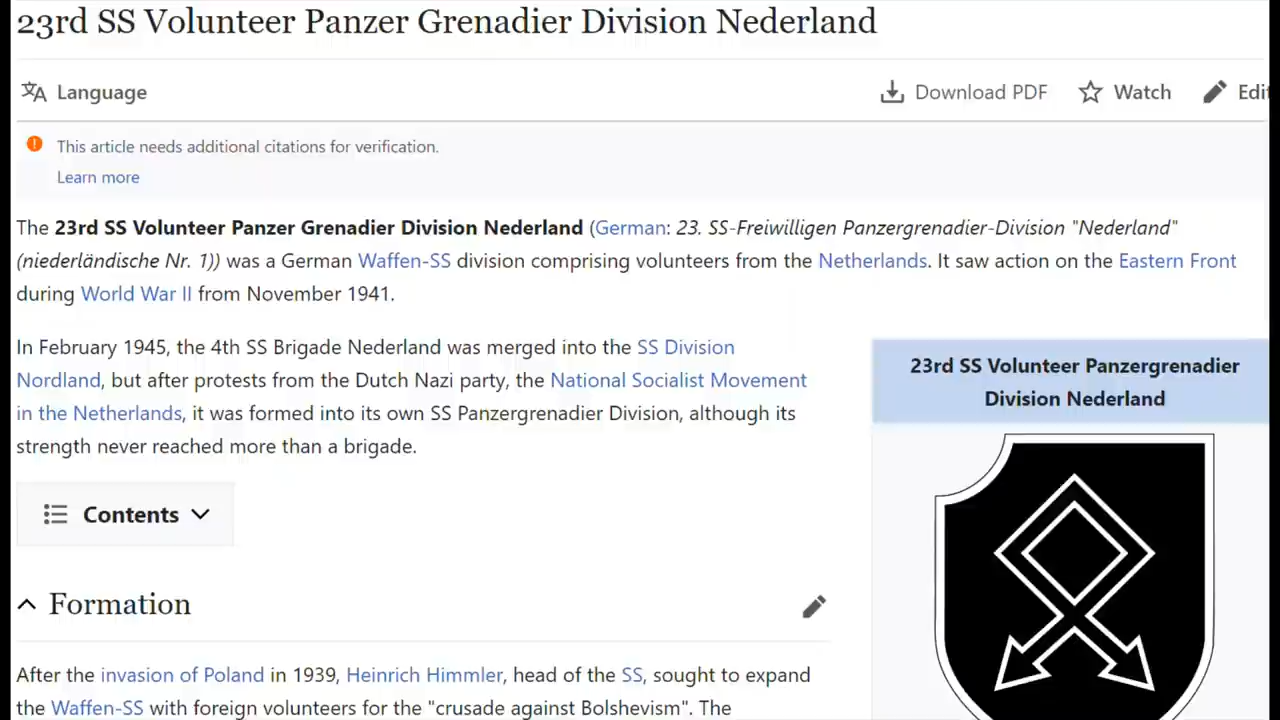 23rd SS Volunteer Panzer Grenadier Division Nederland
Language
Download PDF
Watch
Edit
This article needs additional citations for verification.
Learn more
The 23rd SS Volunteer Panzer Grenadier Division Nederland (German: 23. SS-Freiwilligen Panzergrenadier-Division "Nederland"
(niederländische Nr. 1)) was a German Waffen-SS division comprising volunteers from the Netherlands. It saw action on the Eastern Front
during World War II from November 1941.
In February 1945, the 4th SS Brigade Nederland was merged into the SS Division
Nordland, but after protests from the Dutch Nazi party, the National Socialist Movement
in the Netherlands, it was formed into its own SS Panzergrenadier Division, although its
strength never reached more than a brigade.
23rd SS Volunteer Panzergrenadier
Division Nederland
Contents
Formation
After the invasion of Poland in 1939, Heinrich Himmler, head of the SS, sought to expand
the Waffen-SS with foreign volunteers for the "crusade against Bolshevism". The